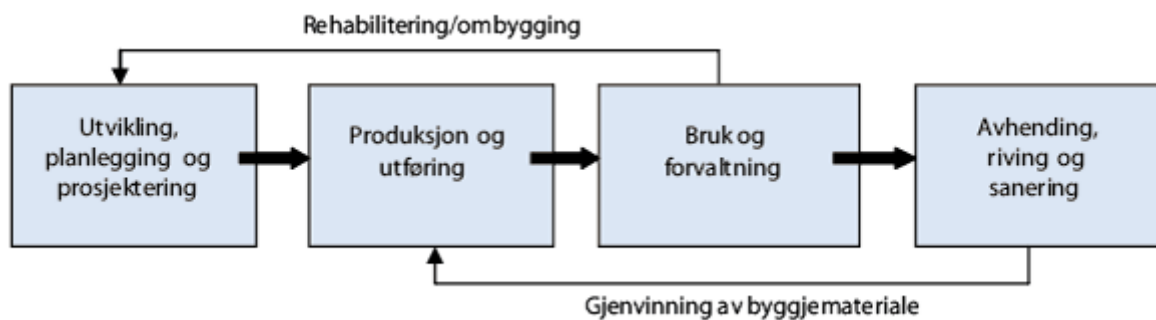 Rehabilitering/ombygging
Utvikling,
planlegging og
prosjektering
Produksjon og
utføring
Bruk og
forvaltning
Avhending,
riving og
sanering
Gjenvinning av byggjemateriale